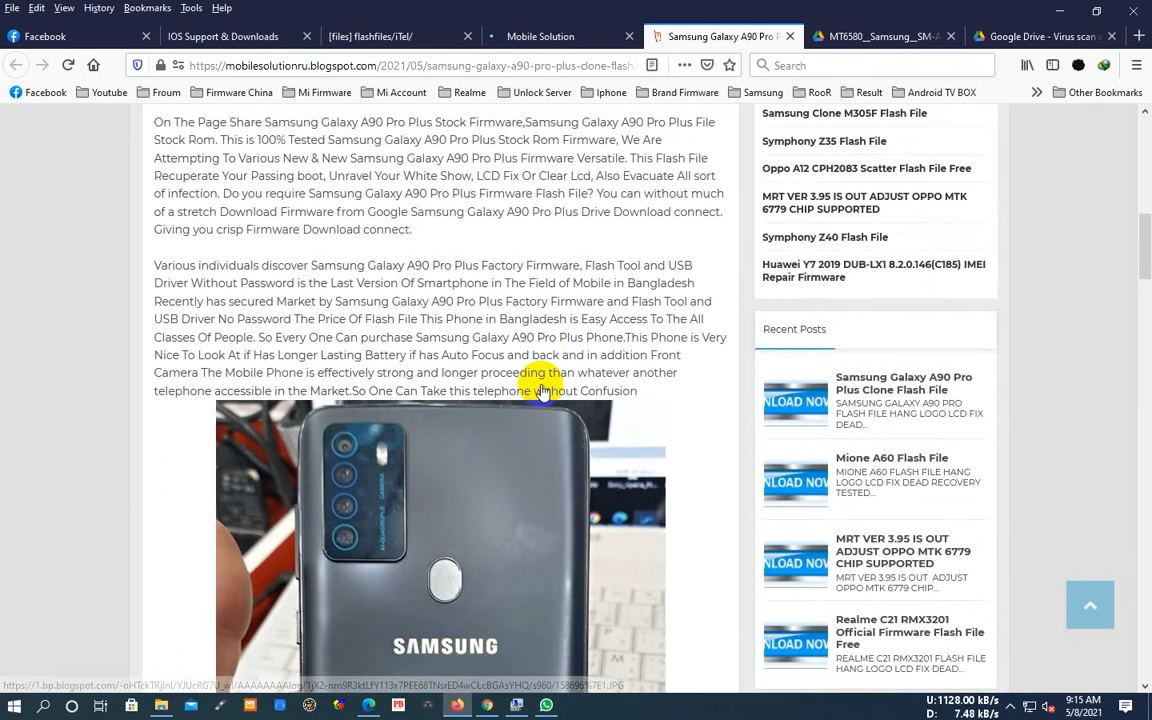 File Edit View History Bookmarks Tools Help
Facebook
IOS Support & Downloads
[files] flashfiles/iTel/
Mobile Solution
Samsung Galaxy A90 Pro P
MT6580__Samsung__SM-A
Google Drive - Virus scan w
https://mobilesolutionru.blogspot.com/2021/05/samsung-galaxy-a90-pro-plus-clone-flash.
Search
Facebook Youtube Froum Firmware China Mi Firmware Mi Account Realme Unlock Server Iphone Brand Firmware Samsung RooR Result Android TV BOX Other Bookmarks
On The Page Share Samsung Galaxy A90 Pro Plus Stock Firmware,Samsung Galaxy A90 Pro Plus File
Stock Rom. This is 100% Tested Samsung Galaxy A90 Pro Plus Stock Rom Firmware, We Are
Attempting To Various New & New Samsung Galaxy A90 Pro Plus Firmware Versatile. This Flash File
Recuperate Your Passing boot, Unravel Your White Show, LCD Fix Or Clear Lcd, Also Evacuate All sort
of infection. Do you require Samsung Galaxy A90 Pro Plus Firmware Flash File? You can without much
of a stretch Download Firmware from Google Samsung Galaxy A90 Pro Plus Drive Download connect.
Giving you crisp Firmware Download connect.
Various individuals discover Samsung Galaxy A90 Pro Plus Factory Firmware, Flash Tool and USB
Driver Without Password is the Last Version Of Smartphone in The Field of Mobile in Bangladesh
Recently has secured Market by Samsung Galaxy A90 Pro Plus Factory Firmware and Flash Tool and
USB Driver No Password The Price Of Flash File This Phone in Bangladesh is Easy Access To The All
Classes Of People. So Every One Can purchase Samsung Galaxy A90 Pro Plus Phone.This Phone is Very
Nice To Look At if Has Longer Lasting Battery if has Auto Focus and back and in addition Front
Camera The Mobile Phone is effectively strong and longer proceeding than whatever another
telephone accessible in the Market.So One Can Take this telephone without Confusion
AI-QUADRUPLE CAMERA
SAMSUNG
Samsung Clone M305F Flash File
Symphony Z35 Flash File
Oppo A12 CPH2083 Scatter Flash File Free
MRT VER 3.95 IS OUT ADJUST OPPO MTK
6779 CHIP SUPPORTED
Symphony Z40 Flash File
Huawei Y7 2019 DUB-LX1 8.2.0.146(C185) IMEI
Repair Firmware
Recent Posts
NLOAD NOW
Samsung Galaxy A90 Pro
Plus Clone Flash File
SAMSUNG GALAXY A90 PRO
FLASH FILE HANG LOGO LCD FIX
DEAD...
NLOAD NOW
Mione A60 Flash File
MIONE A60 FLASH FILE HANG
LOGO LCD FIX DEAD RECOVERY
TESTED...
NLOAD NOW
MRT VER 3.95 IS OUT
ADJUST OPPO MTK 6779
CHIP SUPPORTED
MRT VER 3.95 IS OUT ADJUST
OPPO MTK 6779 CHIP...
NLOAD NOW
Realme C21 RMX3201
Official Firmware Flash File
Free
REALME C21 RMX3201 FLASH FILE
U:1128.00 kB/s
D: 7.48 kB/s
9:15 AM
5/8/2021